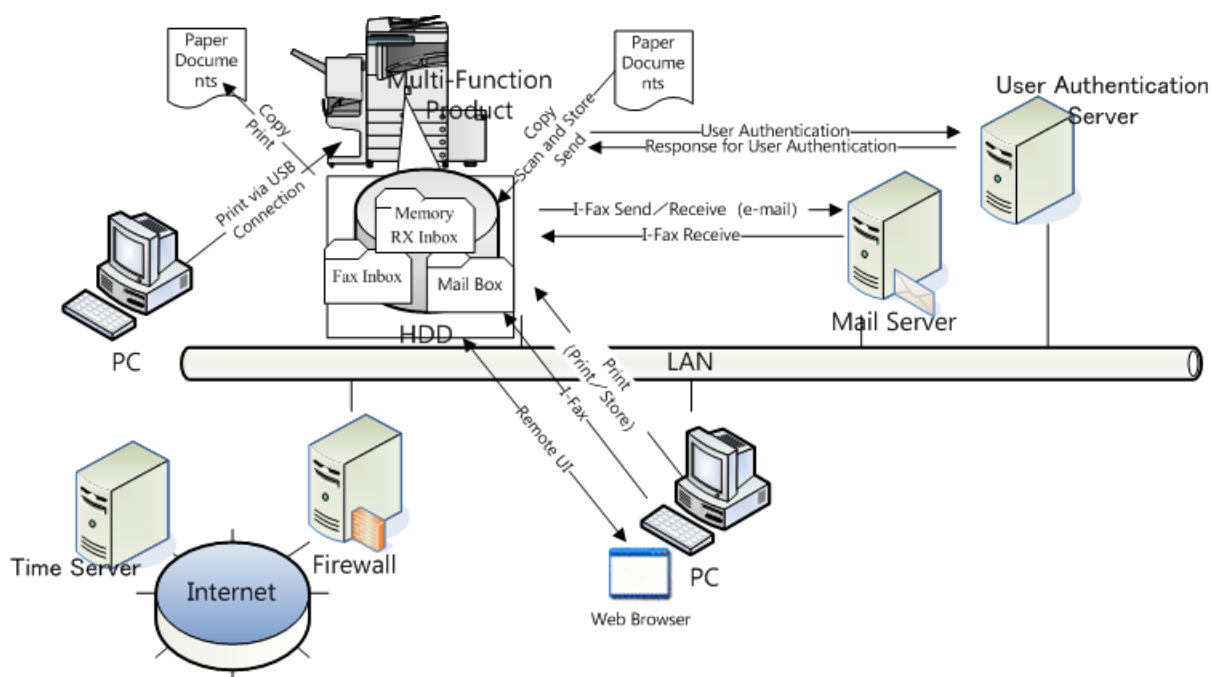 Paper
Docume
nts
Multi-Function
Product
Paper
Docume
nts
User Authentication
Server
Copy
Print
Copy
Scan and Store
Send
User Authentication
Response for User Authentication
Print via USB
Connection
Memory
RX Inbox
I-Fax Send／Receive (e-mail)
I-Fax Receive
Fax Inbox
Mail Box
HDD
Mail Server
PC
LAN
Print
(Print／Store)
I-Fax
Remote UI
Time Server
Firewall
Internet
PC
Web Browser